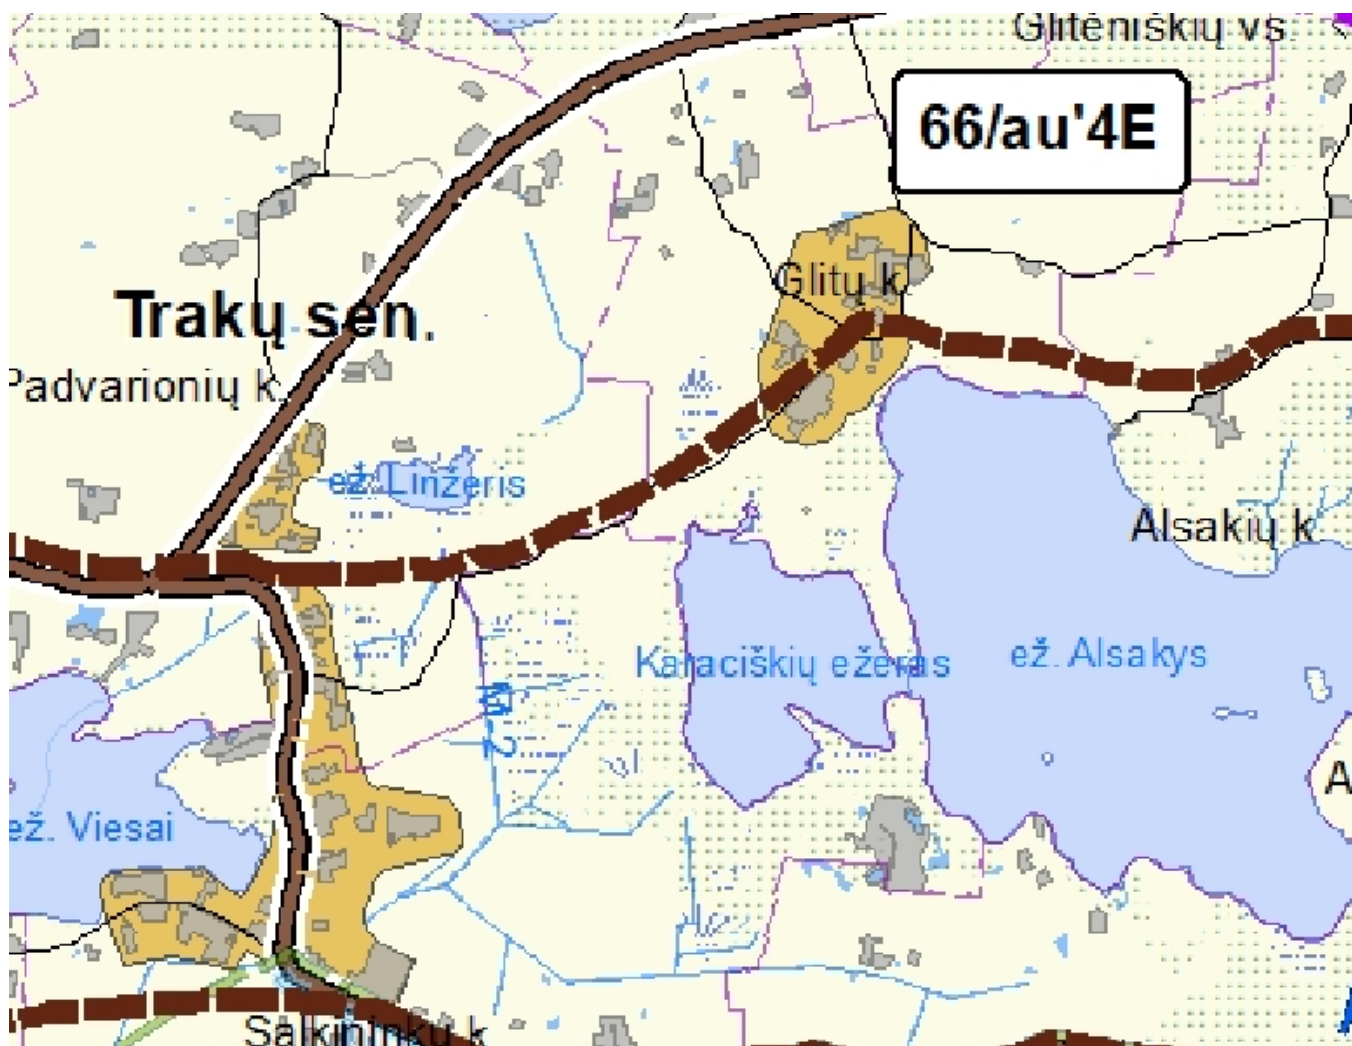 Glitėniškių vs.
66/au'4E
Glitų k.
Trakų sen.
Padvarionių k.
ež. Linžeris
Alsakių k.
Karaciškių ežeras
ež. Alsakys
M-2
A
ež. Viesai
Salkininkų k.